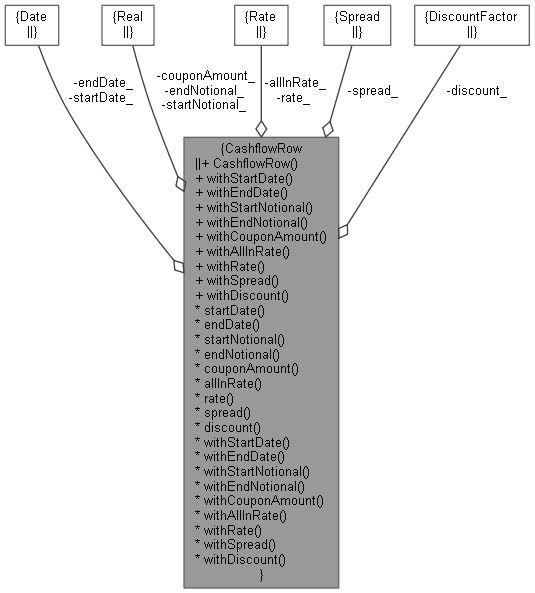 {Date
||}
{Real
||}
{Rate
||}
{Spread
||}
{DiscountFactor
||}
-endDate_
-startDate_
-couponAmount_
-endNotional_
-startNotional_
-allInRate_
-rate_
-spread_
-discount_
{CashflowRow
||+ CashflowRow()
+ withStartDate()
+ withEndDate()
+ withStartNotional()
+ withEndNotional()
+ withCouponAmount()
+ withAllInRate()
+ withRate()
+ withSpread()
+ withDiscount()
* startDate()
* endDate()
* startNotional()
* endNotional()
* couponAmount()
* allInRate()
* rate()
* spread()
* discount()
* withStartDate()
* withEndDate()
* withStartNotional()
* withEndNotional()
* withCouponAmount()
* withAllInRate()
* withRate()
* withSpread()
* withDiscount()
}